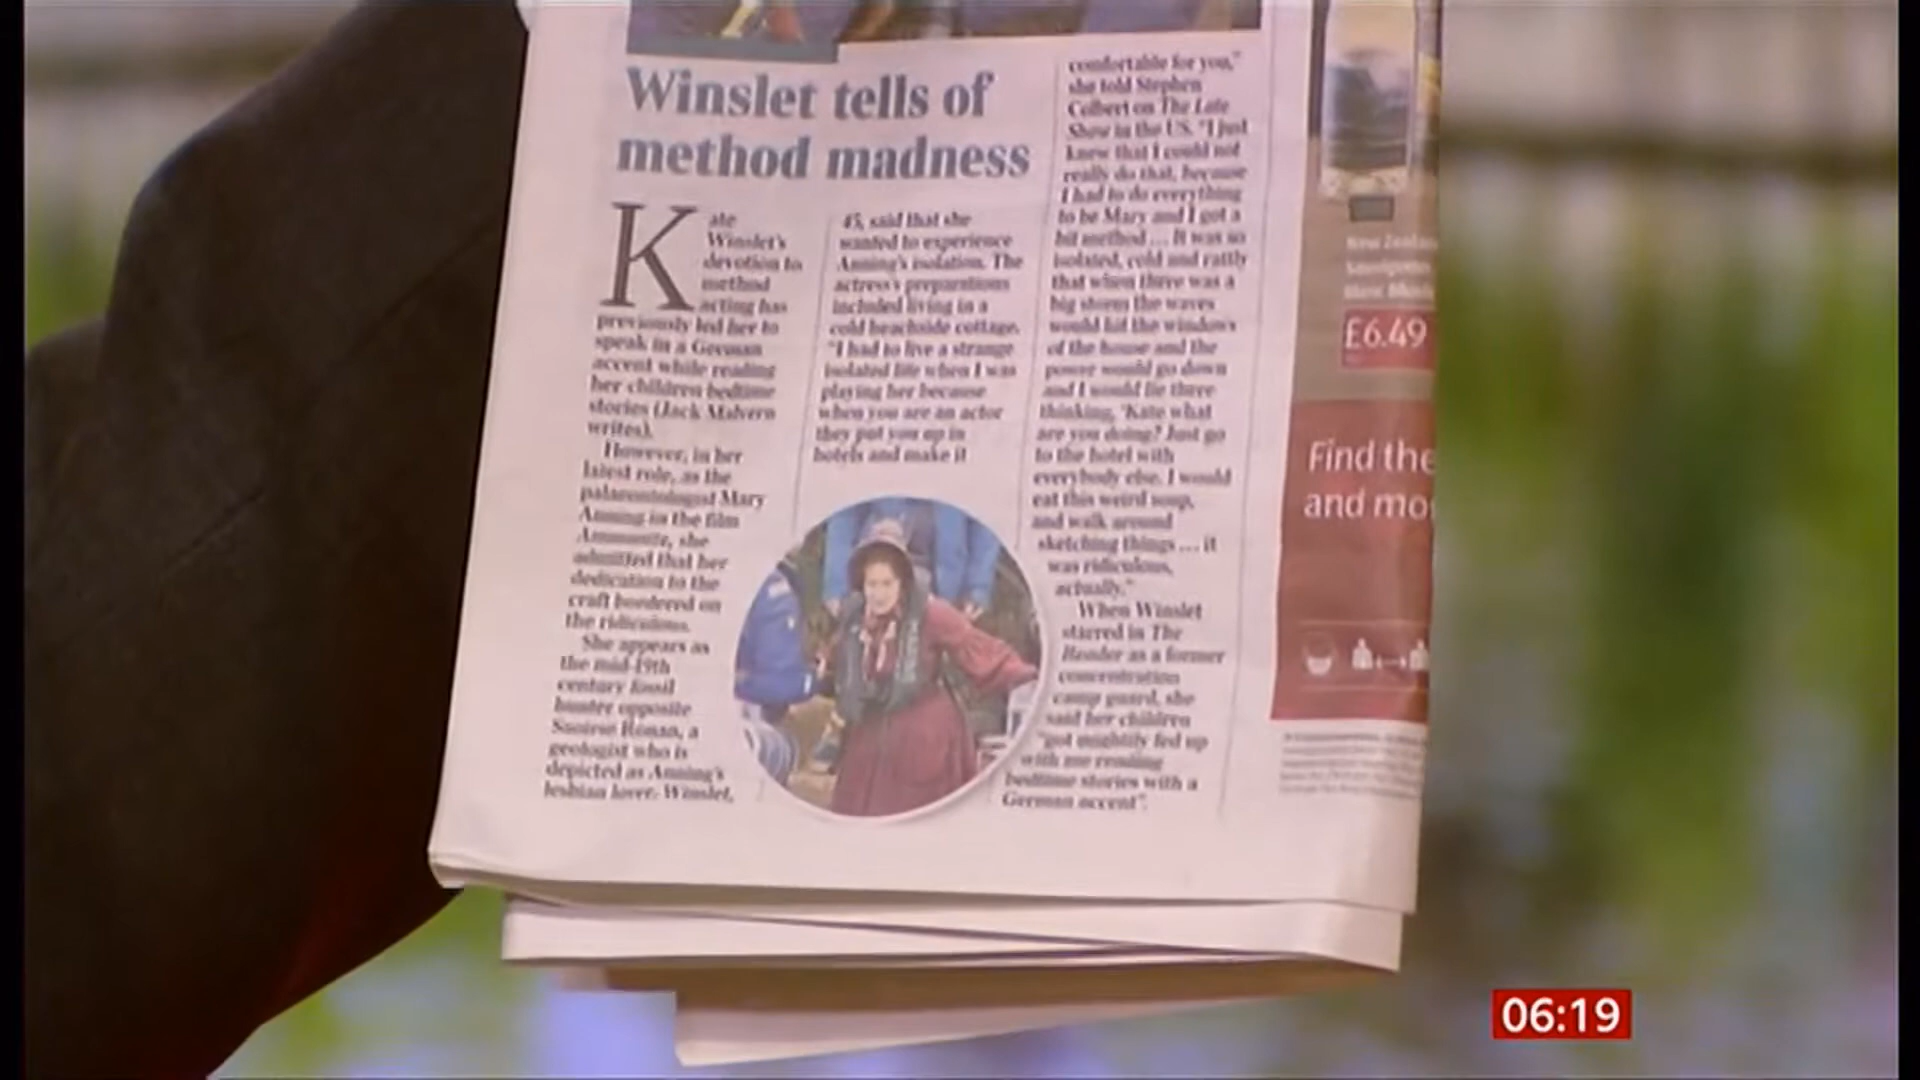 Winslet tells of
method madness
Kate
Winslet's
devotion to
method
acting has
previously led her to
speak in a German
accent while reading
her children bedtime
stories (Jack Malvern
writes).
However, in her
latest role, as the
palaeontologist Mary
Anning in the film
Ammonite, she
admitted that her
dedication to the
craft bordered on
the ridiculous.
She appears as
the mid-19th
century fossil
hunter opposite
Saoirse Ronan, a
geologist who is
depicted as Anning's
lesbian lover. Winslet,
45, said that she
wanted to experience
Anning's isolation. The
actress's preparations
included living in a
cold beachside cottage.
"I had to live a strange
isolated life when I was
playing her because
when you are an actor
they put you up in
hotels and make it
comfortable for you,"
she told Stephen
Colbert on The Late
Show in the US. "I just
knew that I could not
really do that, because
I had to do everything
to be Mary and I got a
bit method ... It was so
isolated, cold and rattly
that when there was a
big storm the waves
would hit the windows
of the house and the
power would go down
and I would lie there
thinking, 'Kate what
are you doing? Just go
to the hotel with
everybody else. I would
eat this weird soup,
and walk around
sketching things ... it
was ridiculous,
actually."
When Winslet
starred in The
Reader as a former
concentration
camp guard, she
said her children
"got mightily fed up
with me reading
bedtime stories with a
German accent".
New Zealand
Sauvignon
£6.49
Find the
and mo
06:19